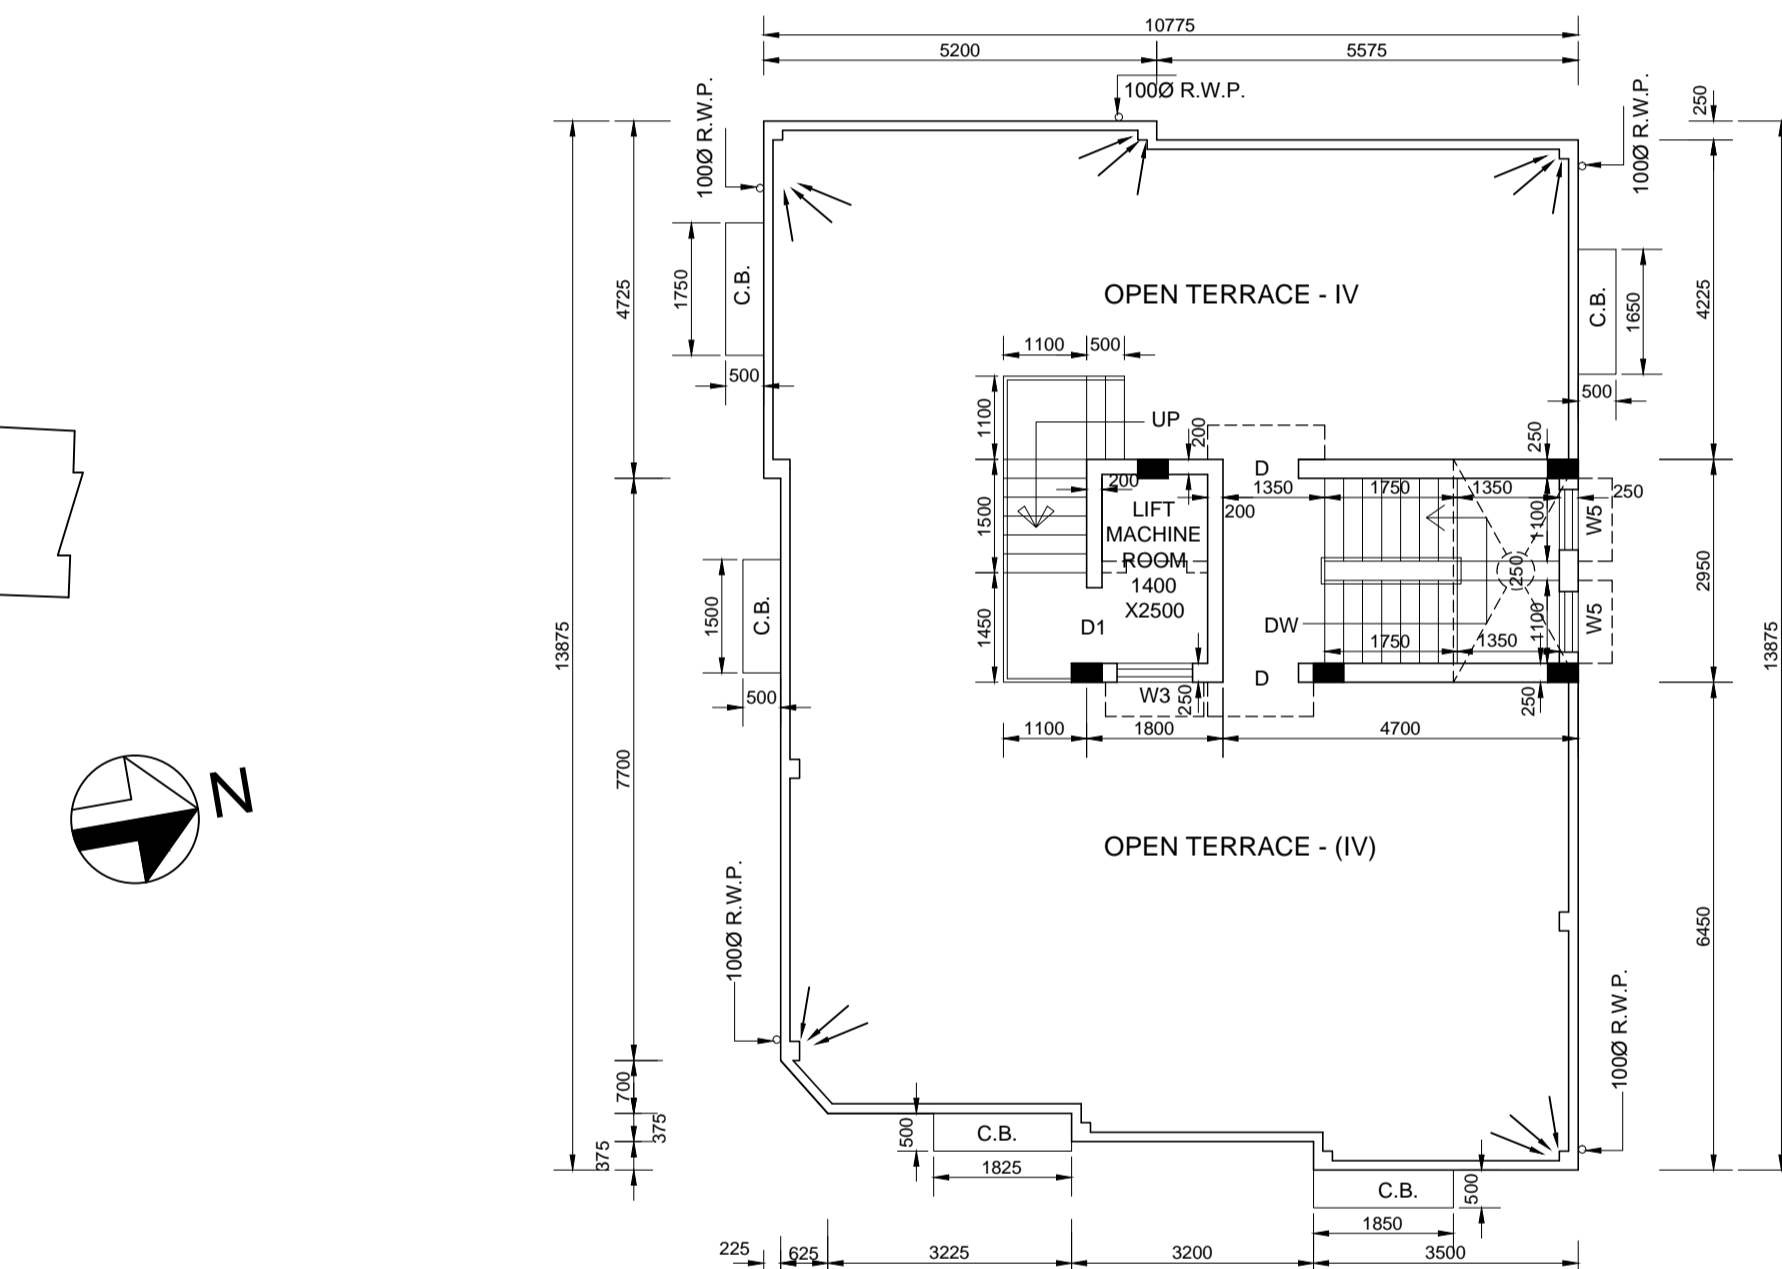 10775
5200
5575
100Ø R.W.P.
100Ø R.W.P.
100Ø R.W.P.
250
13875
4725
1750
C.B.
500
OPEN TERRACE - IV
C.B.
1650
500
4225
13875
1100
500
1100
UP
200
250
D
200
1350
1750
1350
250
200
1500
LIFT
MACHINE
ROOM
1400
X2500
1100
W5
250
2950
1500
C.B.
500
1450
D1
DW
1100
W5
1750
1350
W3
250
D
250
1100
1800
4700
7700
N
OPEN TERRACE - (IV)
6450
100Ø R.W.P.
100Ø R.W.P.
700
375
375
500
C.B.
1825
C.B.
500
1850
225
625
3225
3200
3500